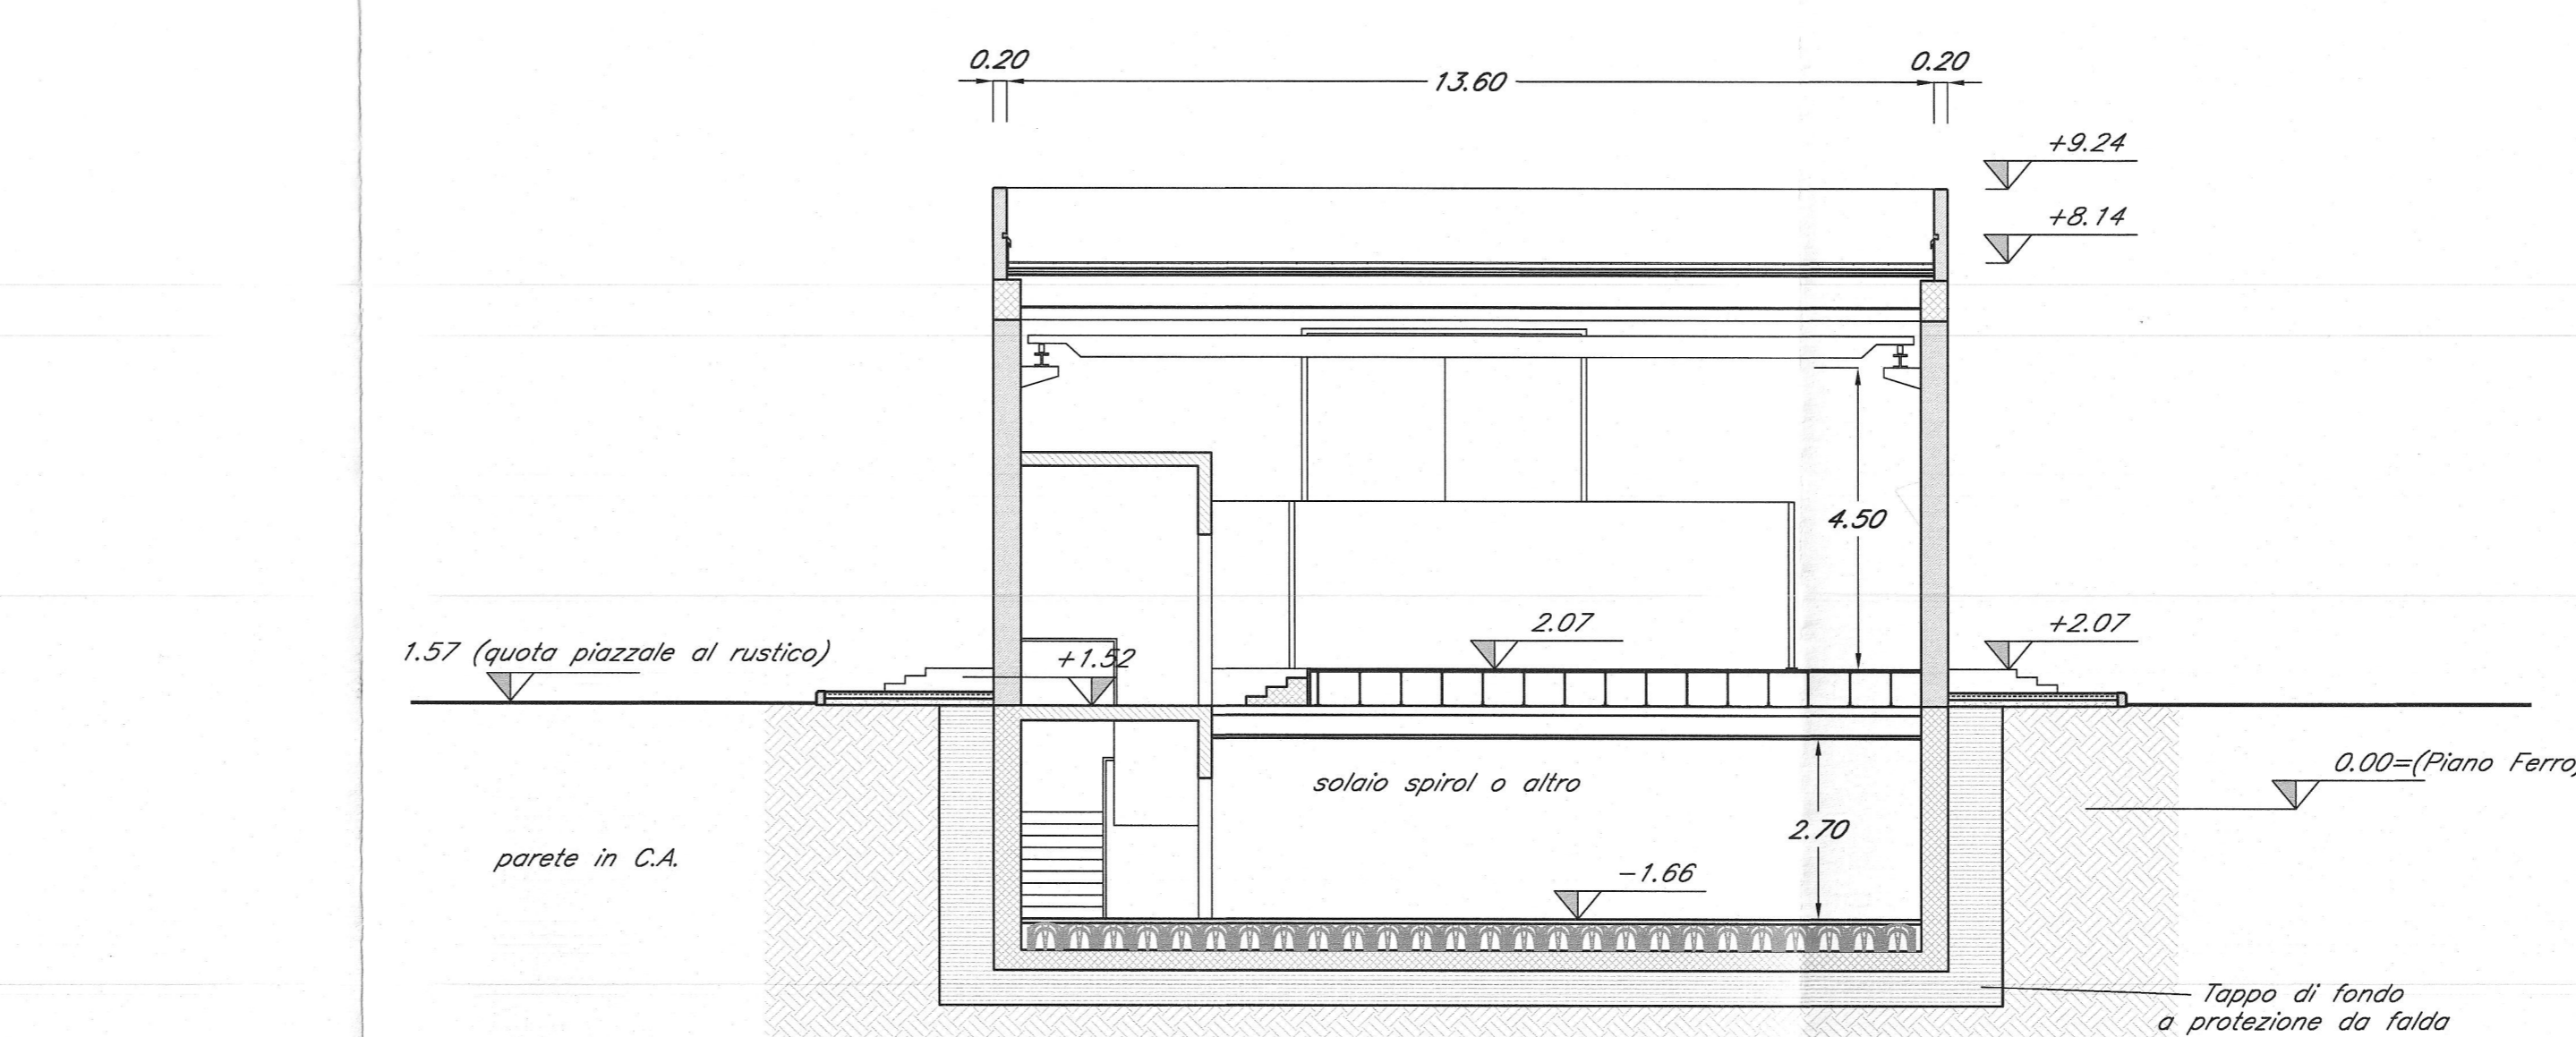 0.20
13.60
0.20
+9.24
+8.14
4.50
2.07
+2.07
1.57 (quota piazzale al rustico)
+1.52
0.00=(Piano Ferro)
solaio spirol o altro
2.70
parete in C.A.
-1.66
Tappo di fondo
a protezione da falda